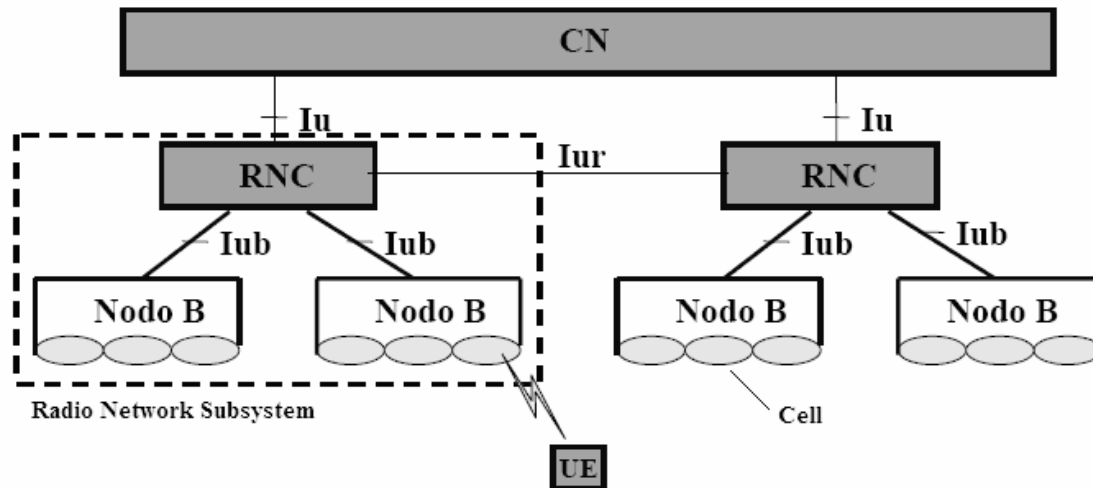 CN
Iu
Iu
RNC
Iur
RNC
Iub
Iub
Iub
Iub
Nodo B
Nodo B
Nodo B
Nodo B
Radio Network Subsystem
Cell
UE